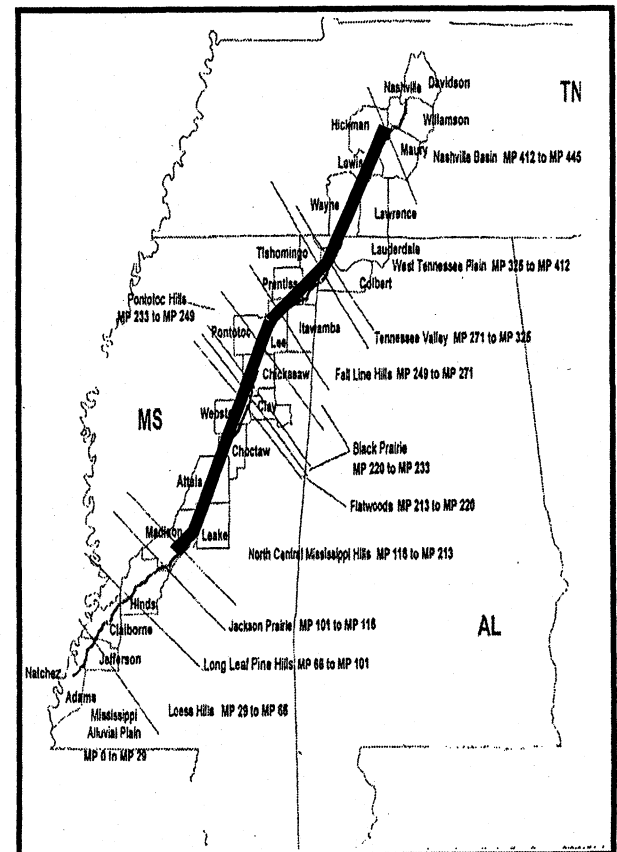 TN
Nashville
Davidson
Hickman
Williamson
Maury
Nashville Basin MP 412 to MP 445
Lewis
Wayne
Lawrence
Lauderdale
Tishomingo
West Tennessee Plain MP 325 to MP 412
Prentiss
Colbert
Pontotoc Hills
MP 233 to MP 249
Itawamba
Pontotoc
Lee
Tennessee Valley MP 271 to MP 325
Chickasaw
Fall Line Hills MP 249 to MP 271
MS
Webster
Clay
Black Prairie
MP 220 to MP 233
Choctaw
Attala
Flatwoods MP 213 to MP 220
Madison
Leake
North Central Mississippi Hills MP 116 to MP 213
Hinds
Jackson Prairie MP 101 to MP 116
AL
Claiborne
Long Leaf Pine Hills MP 66 to MP 101
Jefferson
Natchez
Adams
Loess Hills MP 29 to MP 66
Mississippi
Alluvial Plain
MP 0 to MP 29